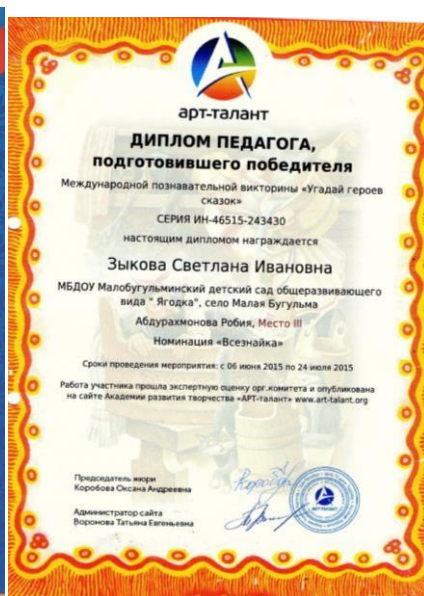 арт-талант
ДИПЛОМ ПЕДАГОГА,
подготовившего победителя
Международной познавательной викторины «Угадай героев
сказок»
СЕРИЯ ИН-46515-243430
настоящим дипломом награждается
Зыкова Светлана Ивановна
МБДОУ Малобугульминский детский сад общеразвивающего
вида " Ягодка", село Малая Бугульма
Абдурахмонова Робия, Место III
Номинация «Всезнайка»
Сроки проведения мероприятия: с 06 июня 2015 по 24 июля 2015
Работа участника прошла экспертную оценку орг.комитета и опубликована
на сайте Академии развития творчества «АРТ-талант» www.art-talant.org
Председатель жюри
Коробова Оксана Андреевна
Администратор сайта
Воронова Татьяна Евгеньевна